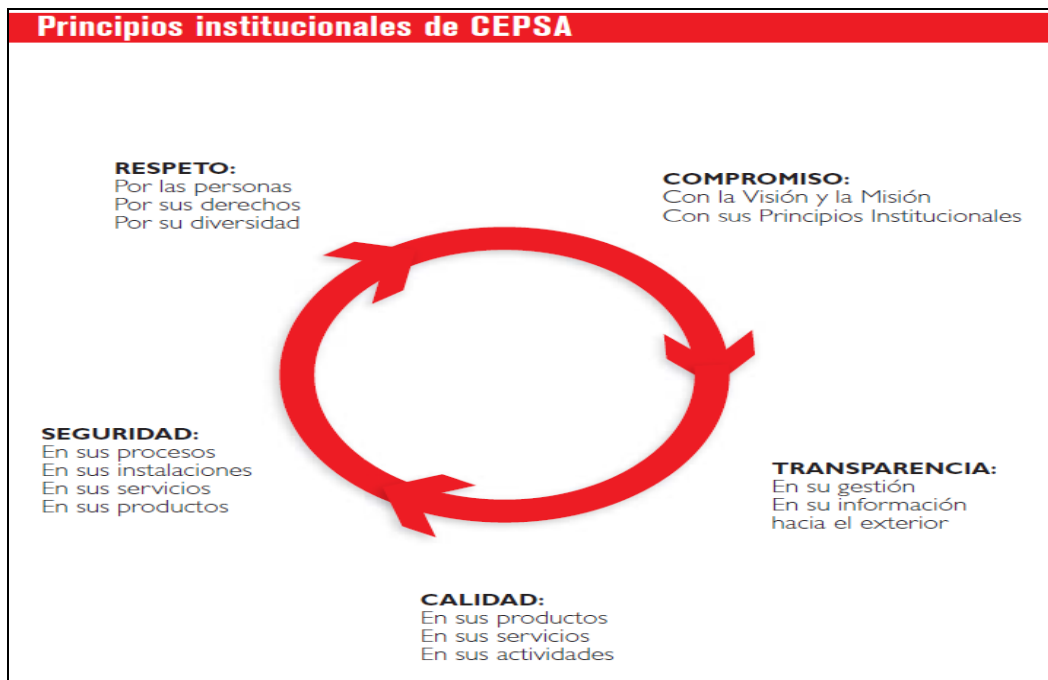 Principios institucionales de CEPSA
RESPETO:
Por las personas
Por sus derechos
Por su diversidad
COMPROMISO:
Con la Visión y la Misión
Con sus Principios Institucionales
SEGURIDAD:
En sus procesos
En sus instalaciones
En sus servicios
En sus productos
TRANSPARENCIA:
En su gestión
En su información
hacia el exterior
CALIDAD:
En sus productos
En sus servicios
En sus actividades